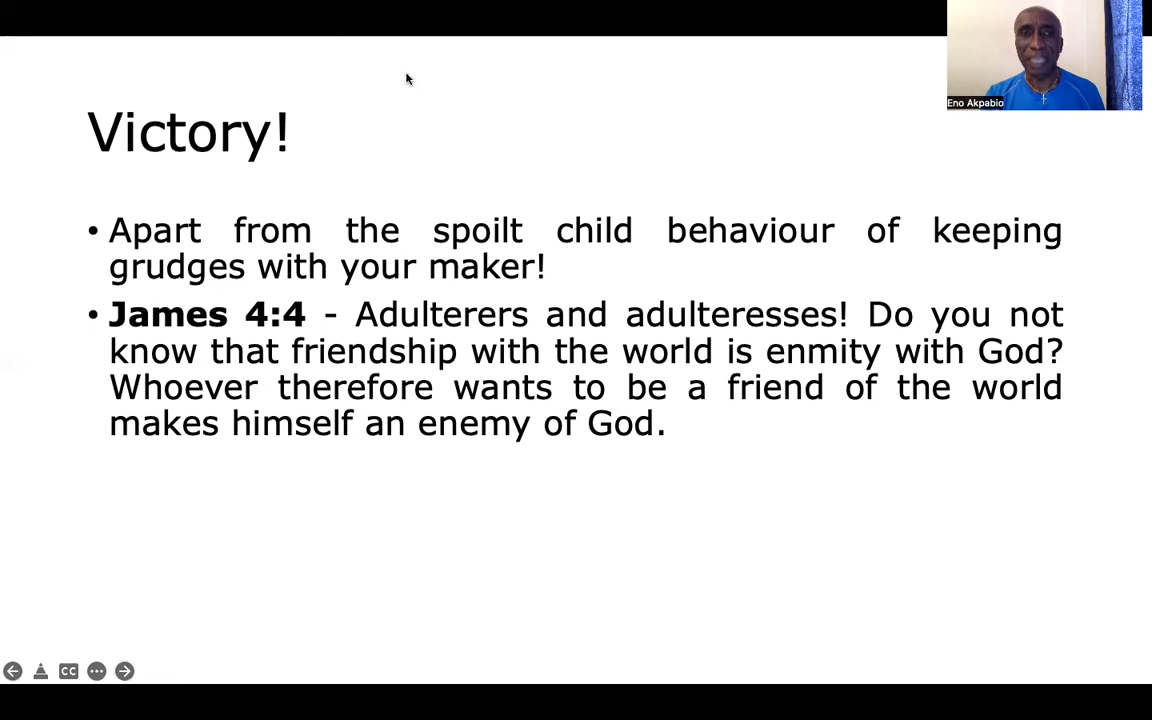 Eno Akpabio
Victory!
• Apart from the spoilt child behaviour of keeping
grudges with your maker!
• James 4:4 - Adulterers and adulteresses! Do you not
know that friendship with the world is enmity with God?
Whoever therefore wants to be a friend of the world
makes himself an enemy of God.
CC